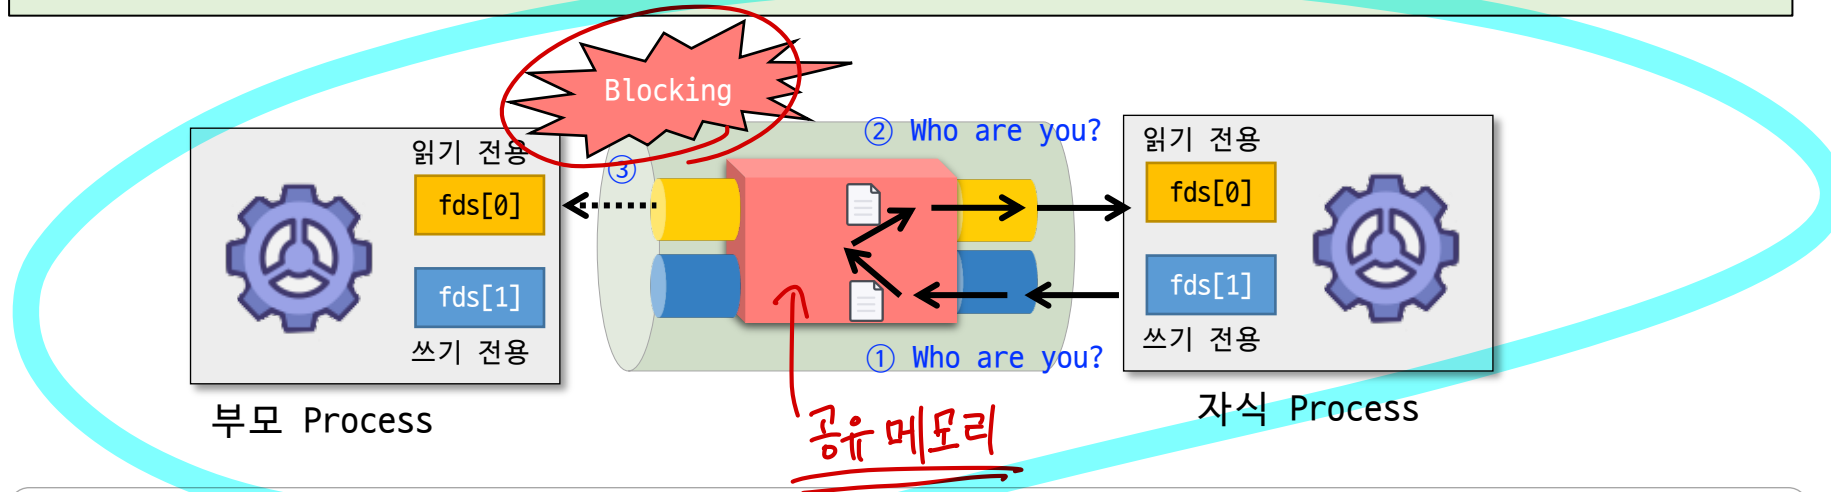 Blocking
② Who are you?
③
읽기 전용
fds[0]
fds[1]
쓰기 전용
부모 Process
읽기 전용
fds[0]
fds[1]
쓰기 전용
자식 Process
① Who are you?
공유 메모리